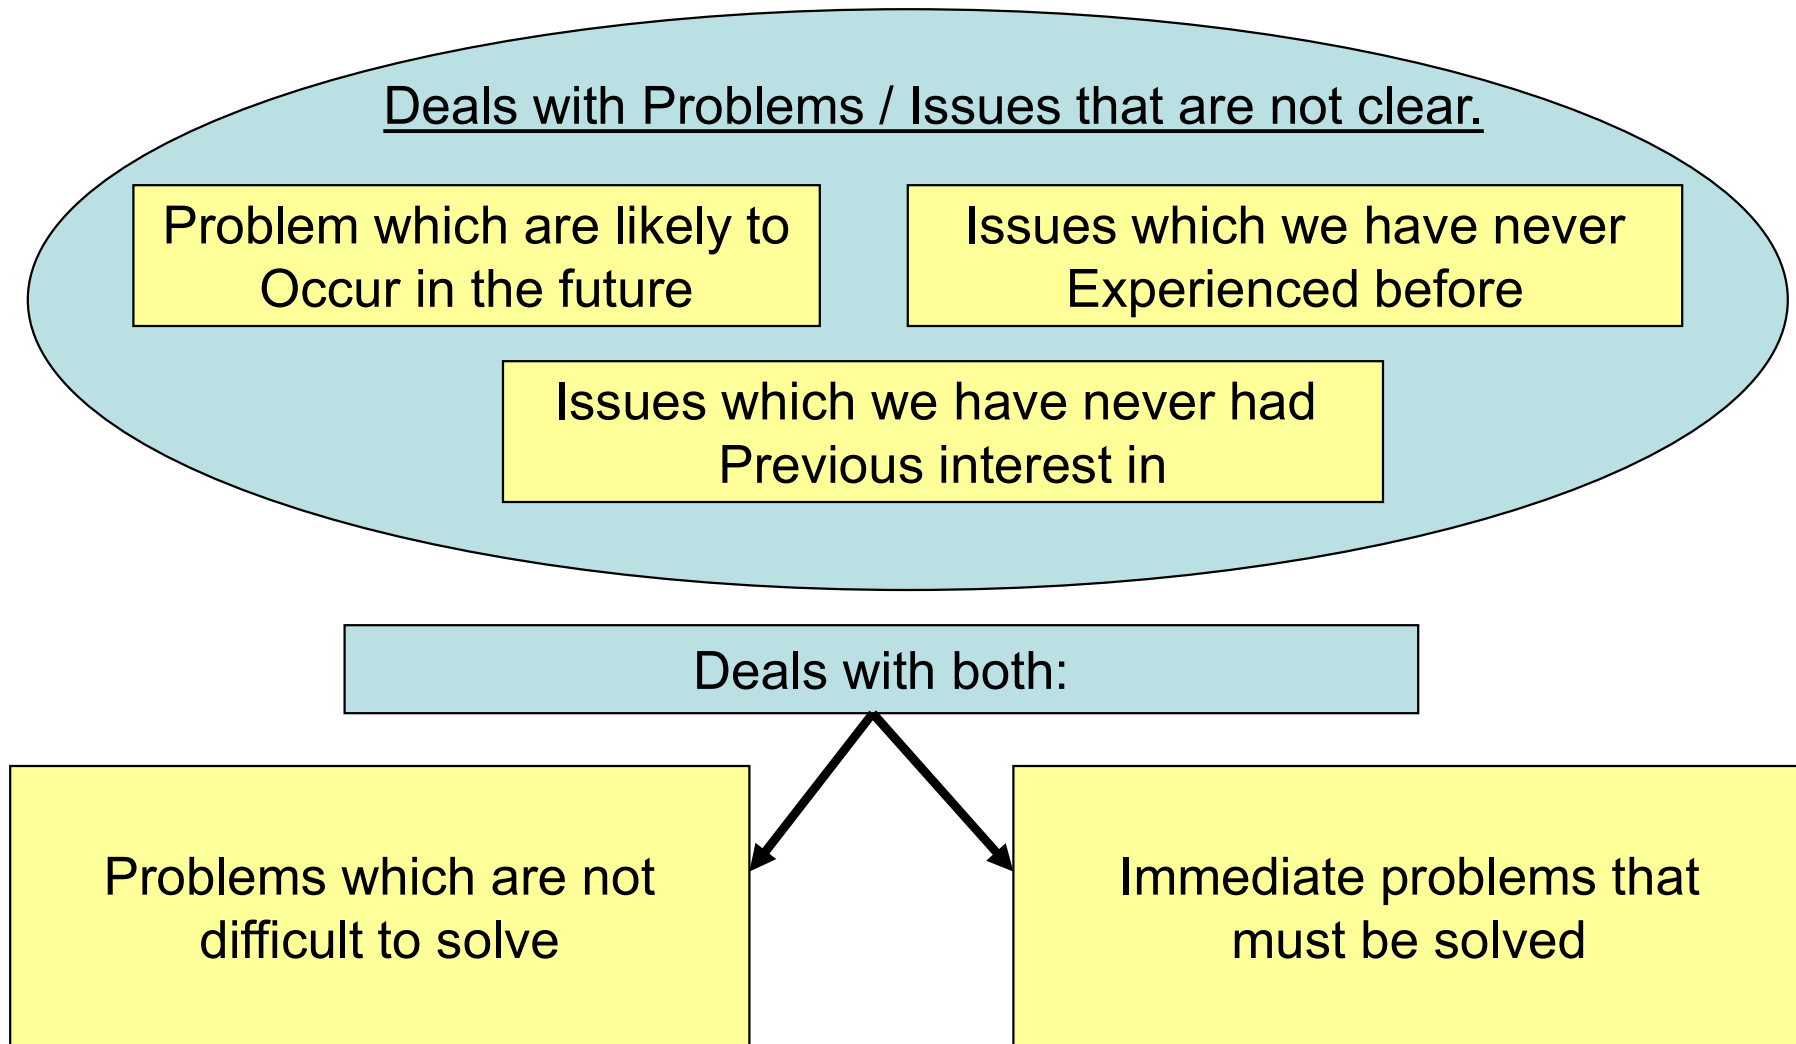 Deals with Problems / Issues that are not clear.
Problem which are likely to
Occur in the future
Issues which we have never
Experienced before
Issues which we have never had
Previous interest in
Deals with both:
Problems which are not
difficult to solve
Immediate problems that
must be solved